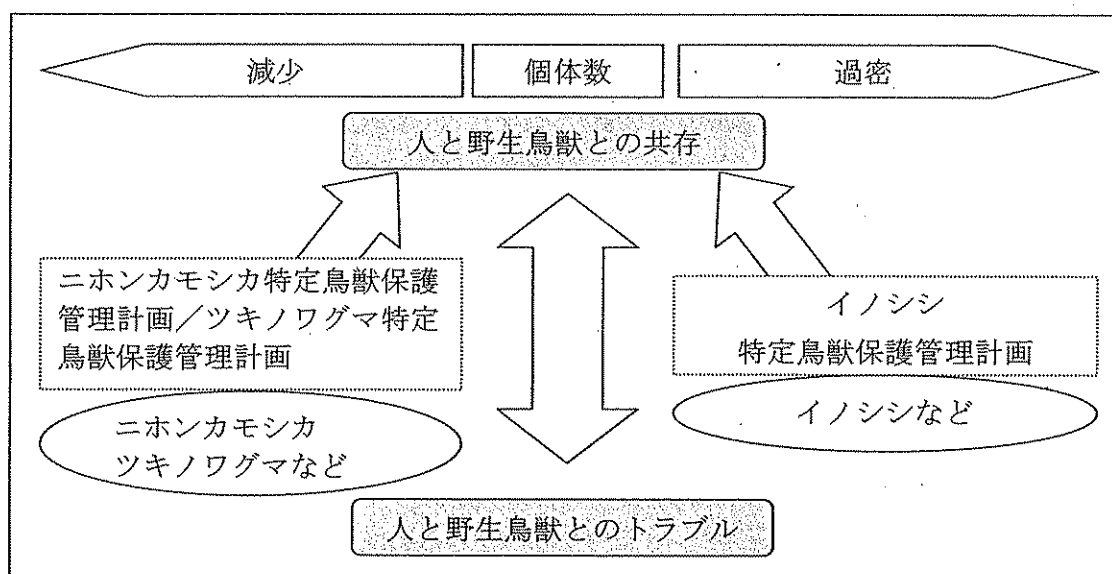 減少
個体数
過密
人と野生鳥獣との共存
ニホンカモシカ特定鳥獣保護
管理計画／ツキノワグマ特定
鳥獣保護管理計画
イノシシ
特定鳥獣保護管理計画
ニホンカモシカ
ツキノワグマなど
イノシシなど
人と野生鳥獣とのトラブル